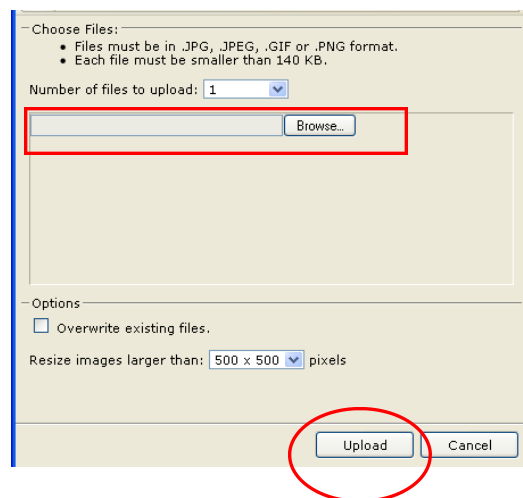 Choose Files:
• Files must be in .JPG, .JPEG, .GIF or .PNG format.
• Each file must be smaller than 140 KB.
Number of files to upload: 1
Browse...
Options
Overwrite existing files.
Resize images larger than: 500 x 500 pixels
Upload Cancel